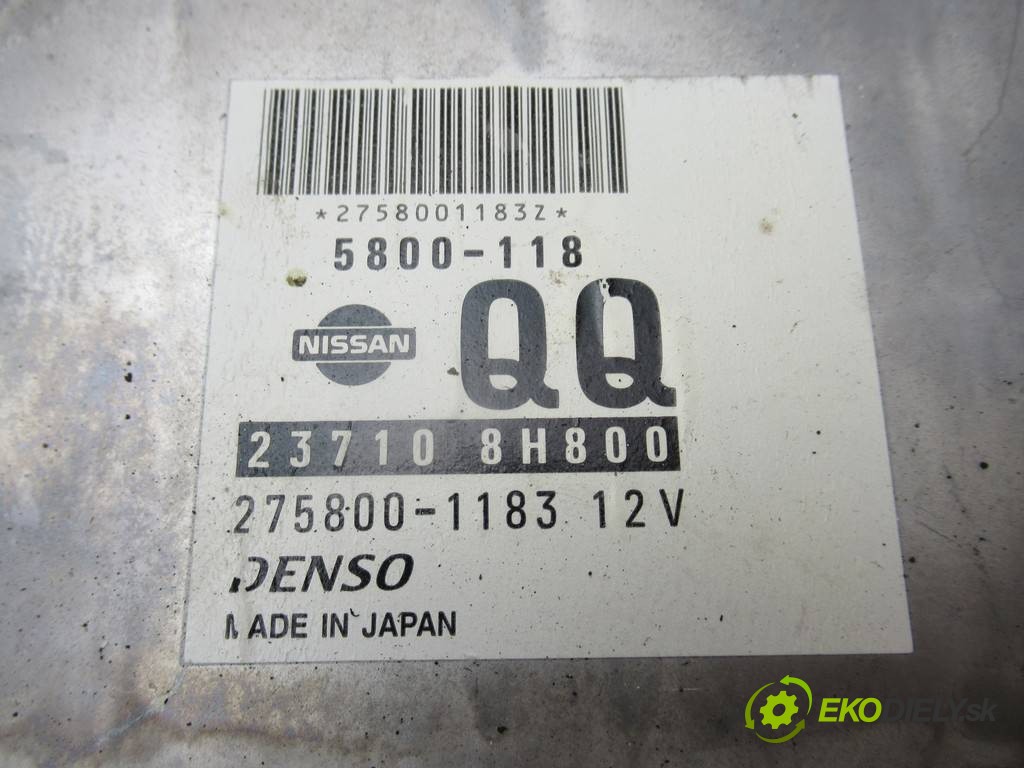 *2758001183Z*
5800-118
NISSAN
QQ
23710 8H800
275800-1183 12V
DENSO
MADE IN JAPAN
EKODIELY.sk